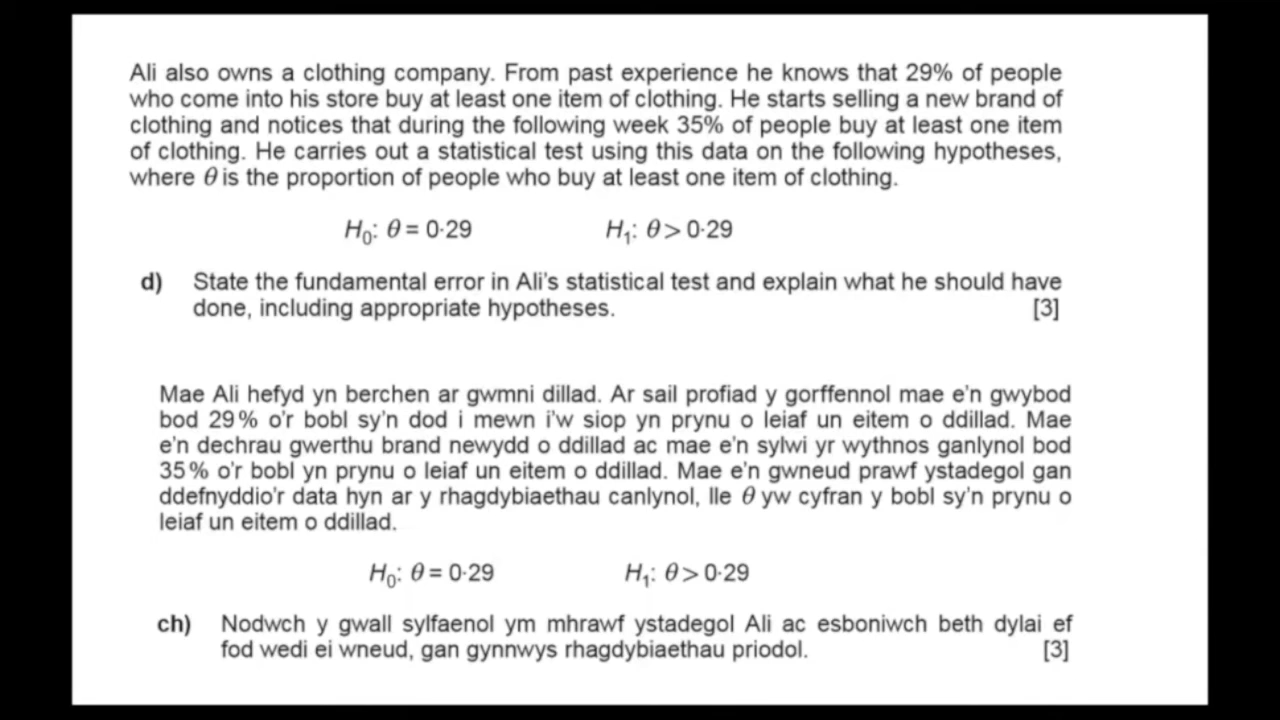 Ali also owns a clothing company. From past experience he knows that 29% of people
who come into his store buy at least one item of clothing. He starts selling a new brand of
clothing and notices that during the following week 35% of people buy at least one item
of clothing. He carries out a statistical test using this data on the following hypotheses,
where θ is the proportion of people who buy at least one item of clothing.
H₀: θ = 0·29 H₁: θ > 0·29
d) State the fundamental error in Ali's statistical test and explain what he should have
done, including appropriate hypotheses. [3]
Mae Ali hefyd yn berchen ar gwmni dillad. Ar sail profiad y gorffennol mae e'n gwybod
bod 29% o'r bobl sy'n dod i mewn i'w siop yn prynu o leiaf un eitem o ddillad. Mae
e'n dechrau gwerthu brand newydd o ddillad ac mae e'n sylwi yr wythnos ganlynol bod
35% o'r bobl yn prynu o leiaf un eitem o ddillad. Mae e'n gwneud prawf ystadegol gan
ddefnyddio'r data hyn ar y rhagdybiaethau canlynol, lle θ yw cyfran y bobl sy'n prynu o
leiaf un eitem o ddillad.
H₀: θ = 0·29 H₁: θ > 0·29
ch) Nodwch y gwall sylfaenol ym mhrawf ystadegol Ali ac esboniwch beth dylai ef
fod wedi ei wneud, gan gynnwys rhagdybiaethau priodol. [3]